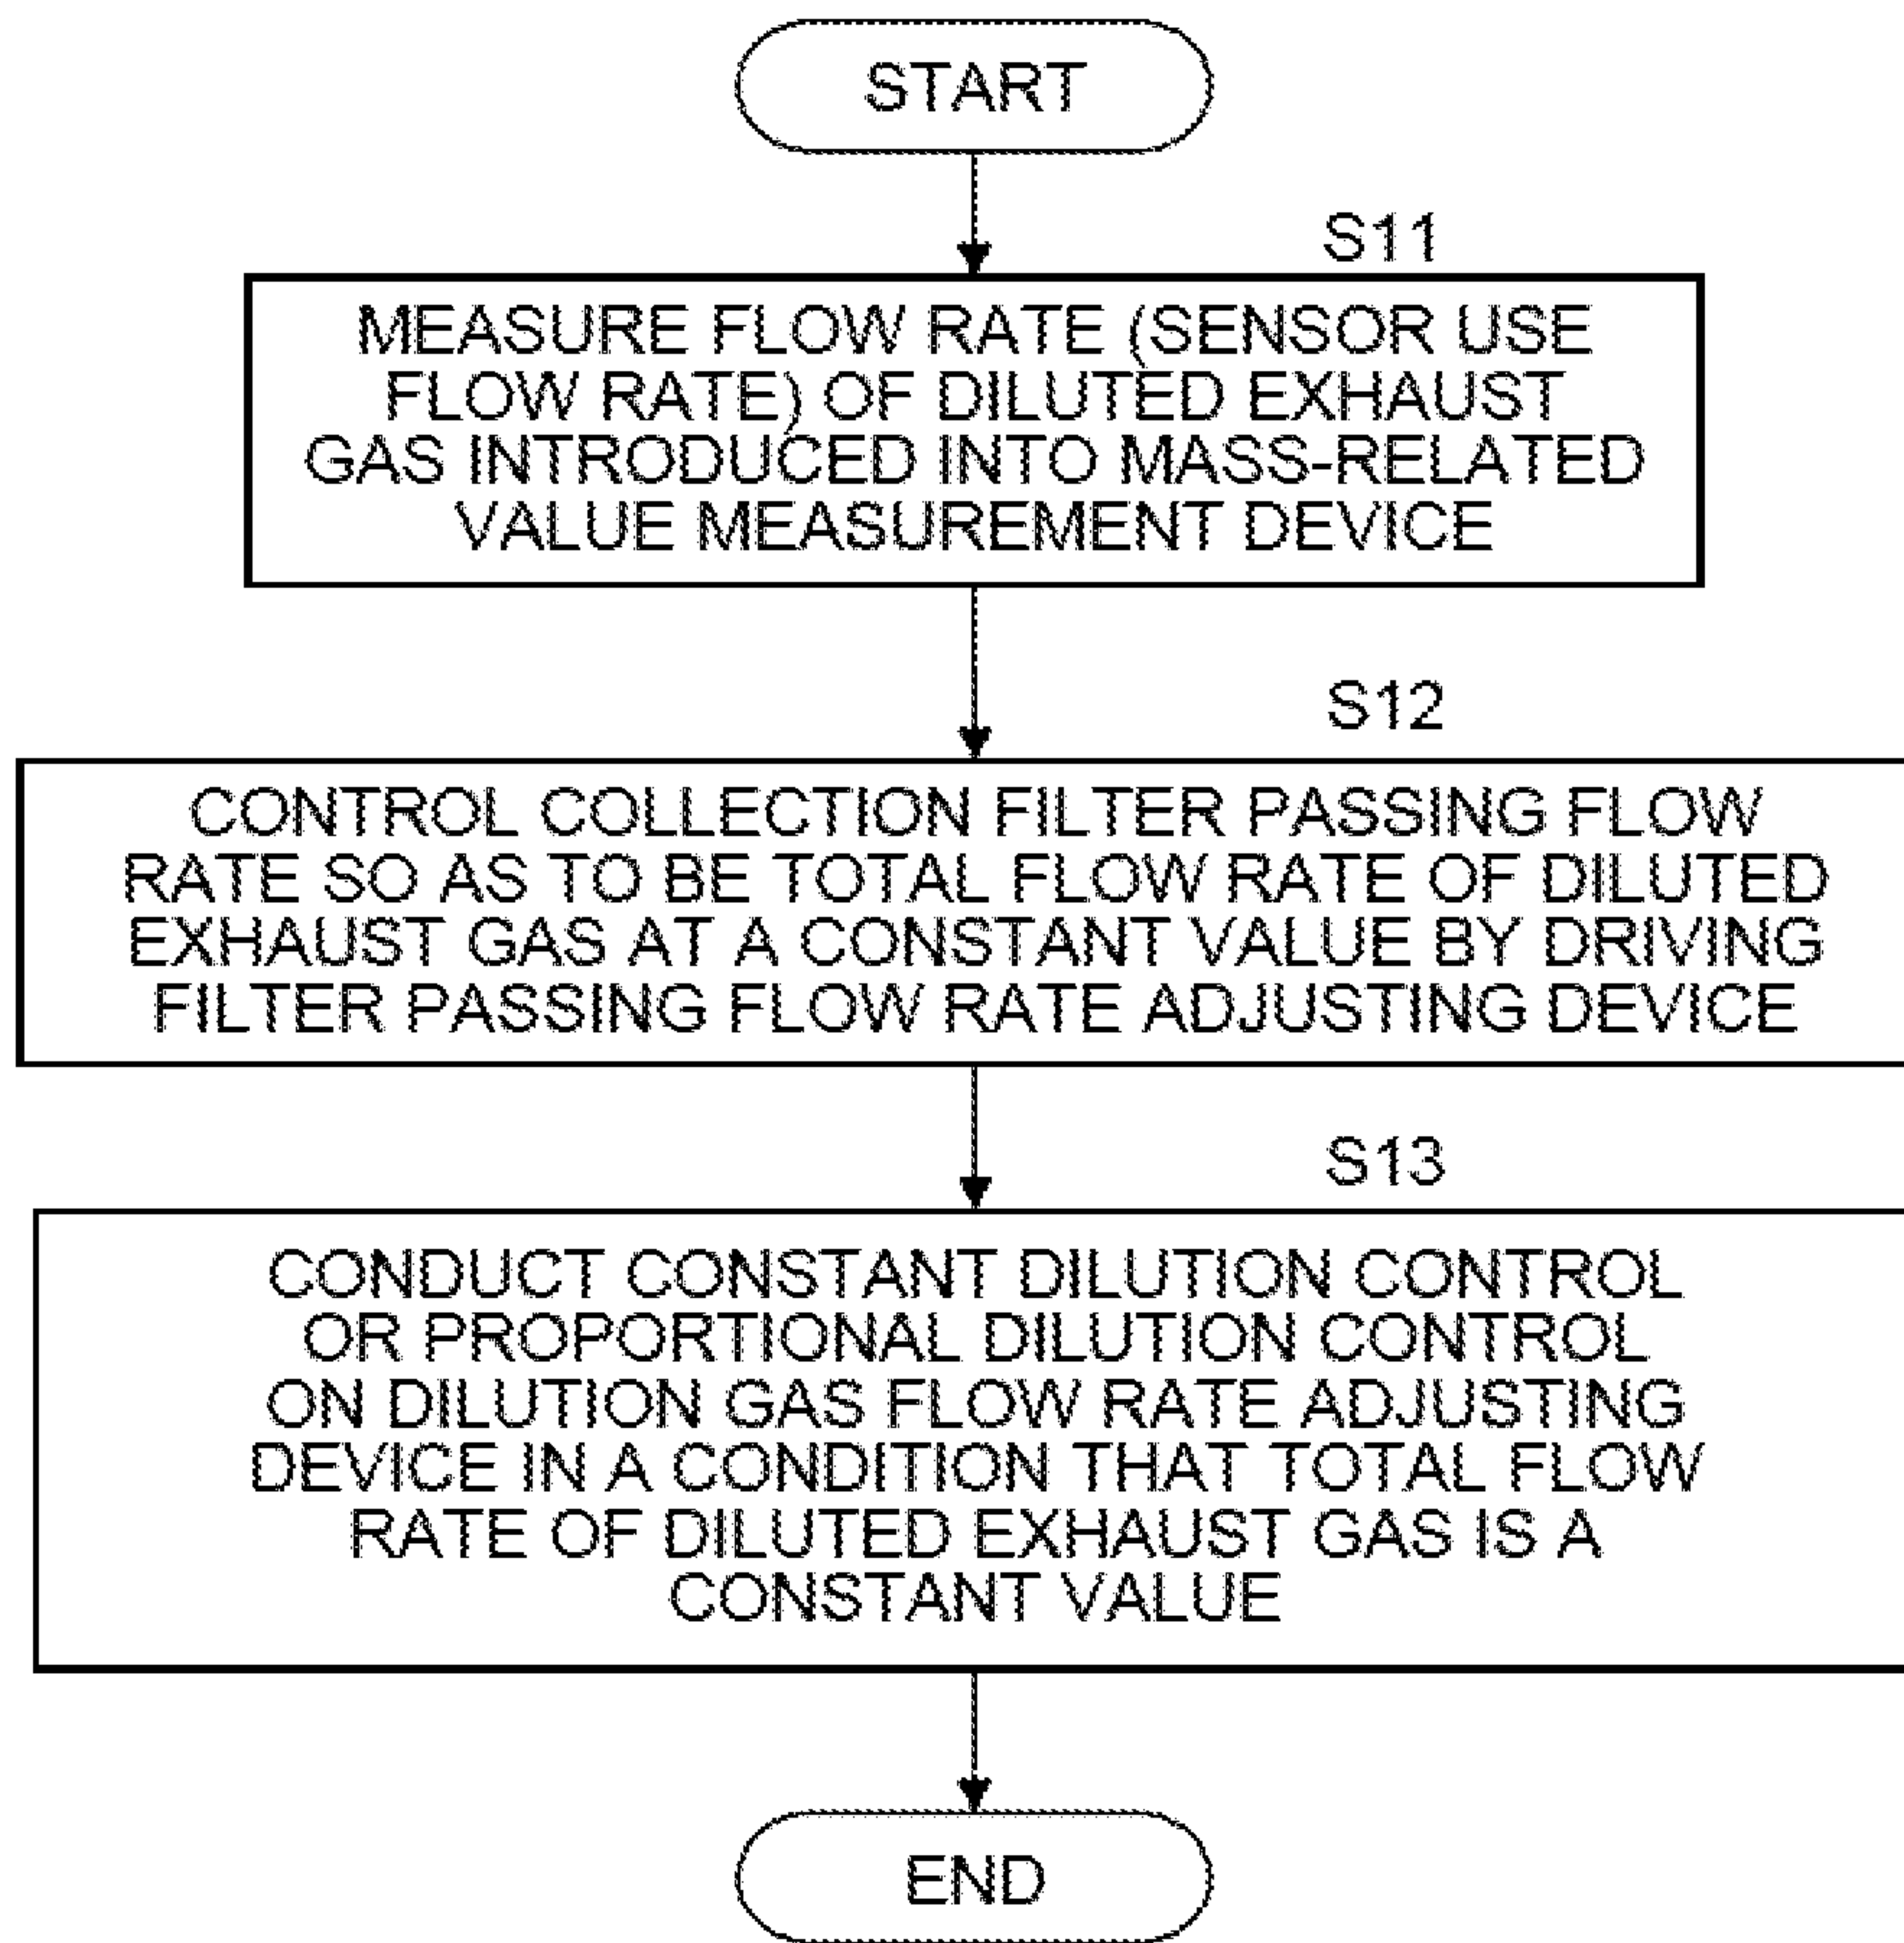 START
S11
MEASURE FLOW RATE (SENSOR USE
FLOW RATE) OF DILUTED EXHAUST
GAS INTRODUCED INTO MASS-RELATED
VALUE MEASUREMENT DEVICE
S12
CONTROL COLLECTION FILTER PASSING FLOW
RATE SO AS TO BE TOTAL FLOW RATE OF DILUTED
EXHAUST GAS AT A CONSTANT VALUE BY DRIVING
FILTER PASSING FLOW RATE ADJUSTING DEVICE
S13
CONDUCT CONSTANT DILUTION CONTROL
OR PROPORTIONAL DILUTION CONTROL
ON DILUTION GAS FLOW RATE ADJUSTING
DEVICE IN A CONDITION THAT TOTAL FLOW
RATE OF DILUTED EXHAUST GAS IS A
CONSTANT VALUE
END